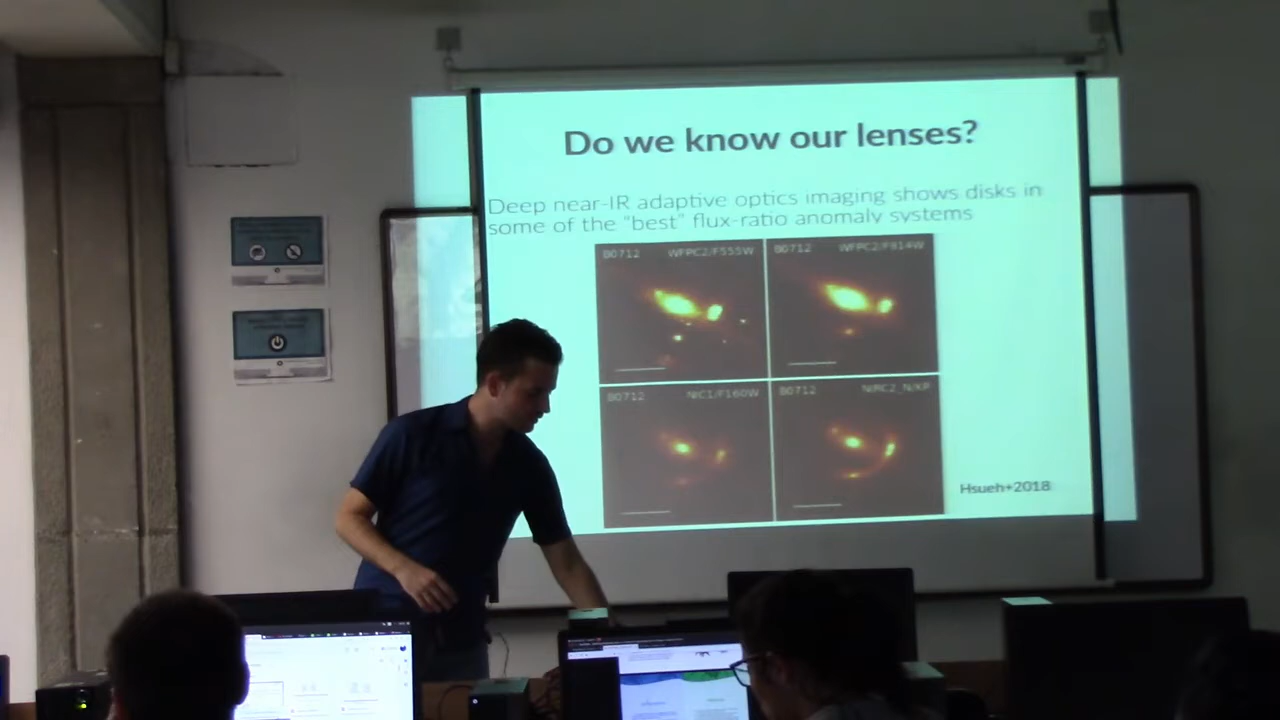 Do we know our lenses?
Deep near-IR adaptive optics imaging shows disks in
some of the “best” flux-ratio anomaly systems
B0712 WFPC2/F555W
B0712 WFPC2/F814W
B0712 NIC1/F160W
B0712 NIRC2_N/KP
Hsueh+2018